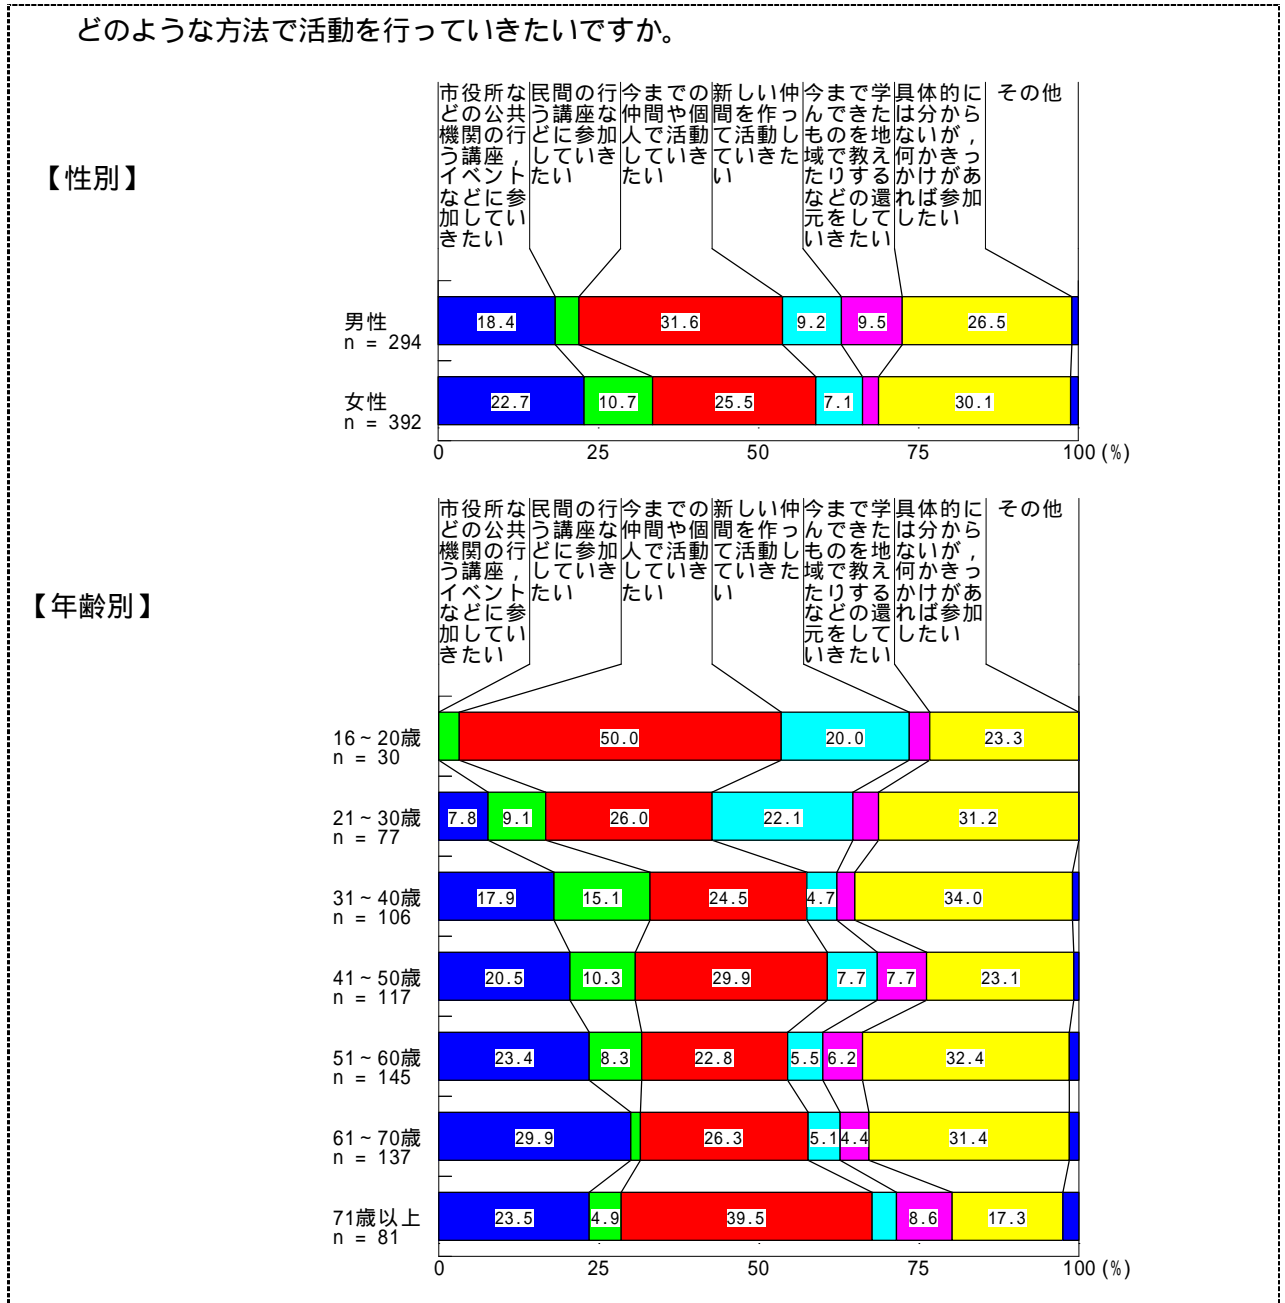 どのような方法で活動を行っていきたいですか。
【性別】
市役所な
どの公共
機関の行
う講座，
イベント
などに参
加してい
きたい
民間の行
う講座な
どに参加
していき
たい
今までの
仲間や個
人で活動
していき
たい
新しい仲
間を作っ
て活動し
ていきた
い
今まで学
んできた
ものを地
域で教え
たりする
などの還
元をして
いきたい
具体的に
は分から
ないが，
何かきっ
かけがあ
れば参加
したい
その他
男性
n = 294
18.4 31.6 9.2 9.5 26.5
女性
n = 392
22.7 10.7 25.5 7.1 30.1
0 25 50 75 100 (%)
【年齢別】
市役所な
どの公共
機関の行
う講座，
イベント
などに参
加してい
きたい
民間の行
う講座な
どに参加
していき
たい
今までの
仲間や個
人で活動
していき
たい
新しい仲
間を作っ
て活動し
ていきた
い
今まで学
んできた
ものを地
域で教え
たりする
などの還
元をして
いきたい
具体的に
は分から
ないが，
何かきっ
かけがあ
れば参加
したい
その他
16~20歳
n = 30
50.0 20.0 23.3
21~30歳
n = 77
7.8 9.1 26.0 22.1 31.2
31~40歳
n = 106
17.9 15.1 24.5 4.7 34.0
41~50歳
n = 117
20.5 10.3 29.9 7.7 7.7 23.1
51~60歳
n = 145
23.4 8.3 22.8 5.5 6.2 32.4
61~70歳
n = 137
29.9 26.3 5.1 4.4 31.4
71歳以上
n = 81
23.5 4.9 39.5 8.6 17.3
0 25 50 75 100 (%)